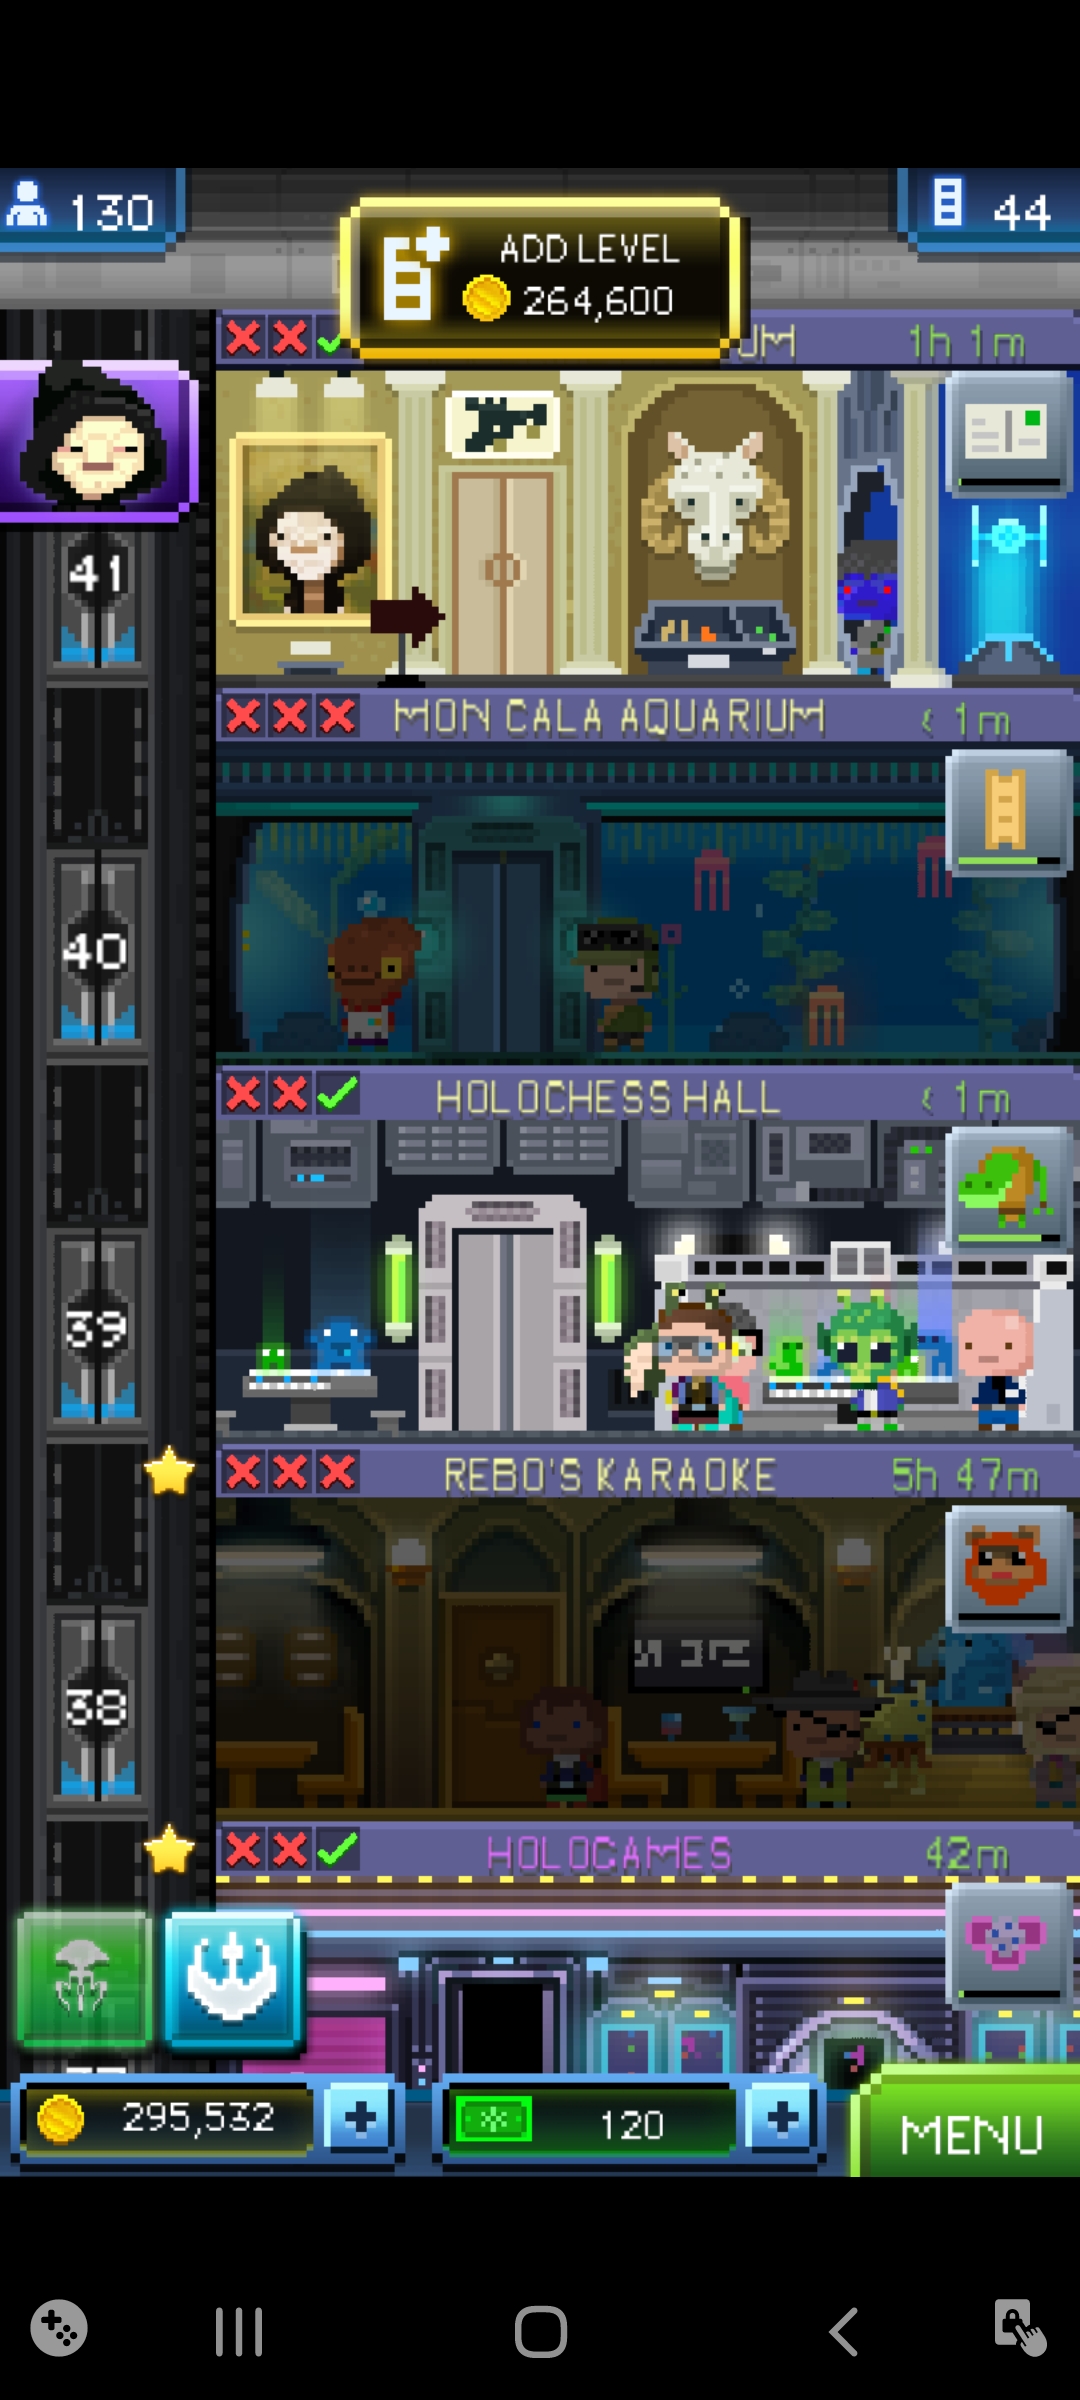 130
44
ADD LEVEL
264,600
UM 1h 1m
41
MON CALA AQUARIUM < 1m
40
HOLOCHESS HALL < 1m
39
REBO'S KARAOKE 5h 47m
38
HOLOGAMES 42m
295,532
120
MENU